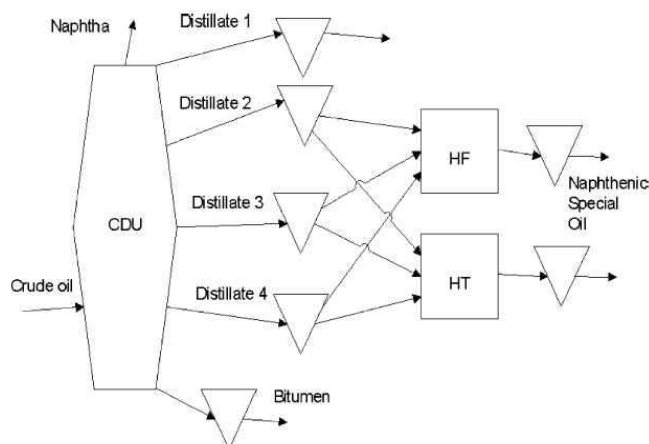 Naphtha
Distillate 1
Distillate 2
HF
Naphthenic
Special
Oil
Distillate 3
CDU
Crude oil
Distillate 4
HT
Bitumen